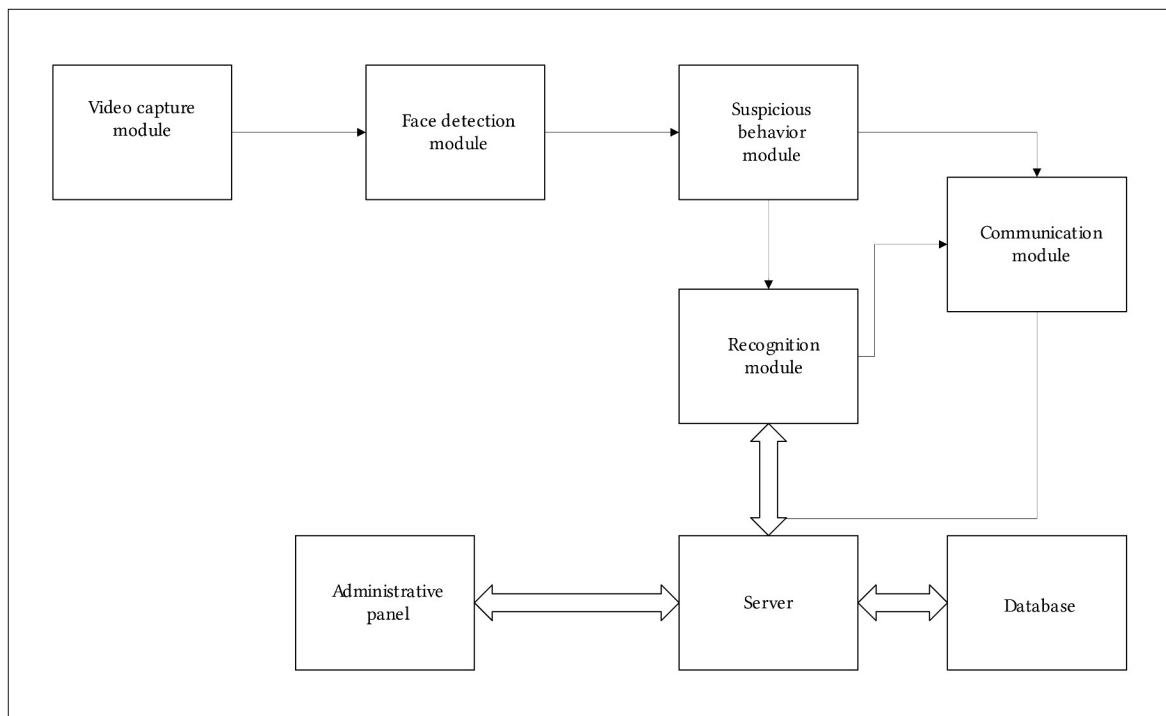 Video capture
module
Face detection
module
Suspicious
behavior
module
Communication
module
Recognition
module
Administrative
panel
Server
Database